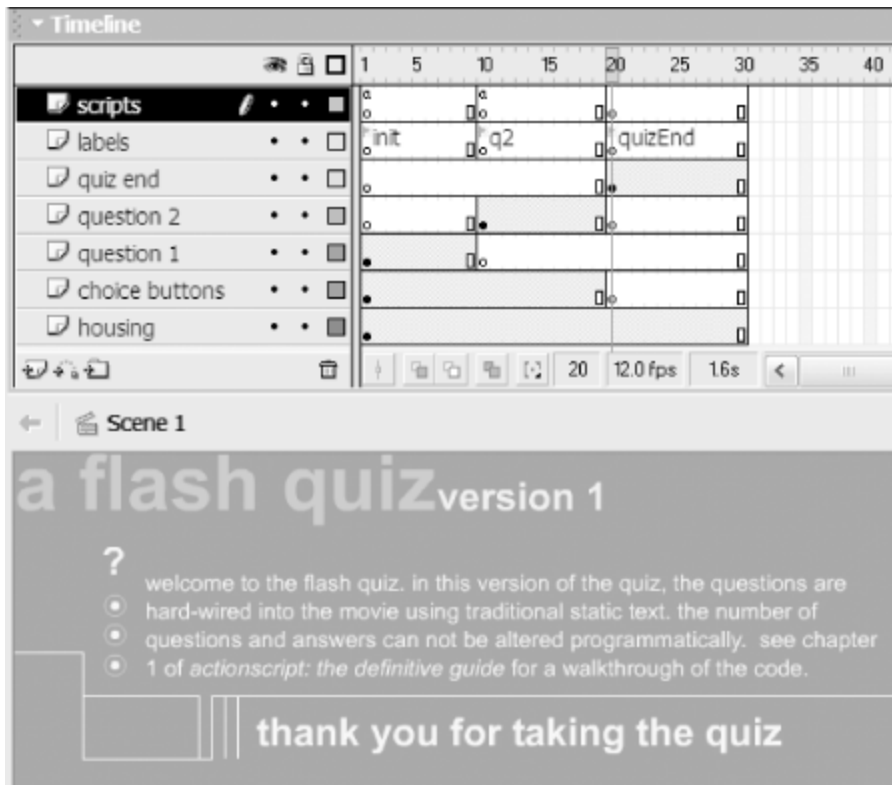 Timeline
1 5 10 15 20 25 30 35 40
scripts a a
labels init q2 quizEnd
quiz end
question 2
question 1
choice buttons
housing
20 12.0 fps 1.6s
Scene 1
a flash quiz version 1
?
welcome to the flash quiz. in this version of the quiz, the questions are
hard-wired into the movie using traditional static text. the number of
questions and answers can not be altered programmatically. see chapter
1 of actionscript: the definitive guide for a walkthrough of the code.
thank you for taking the quiz